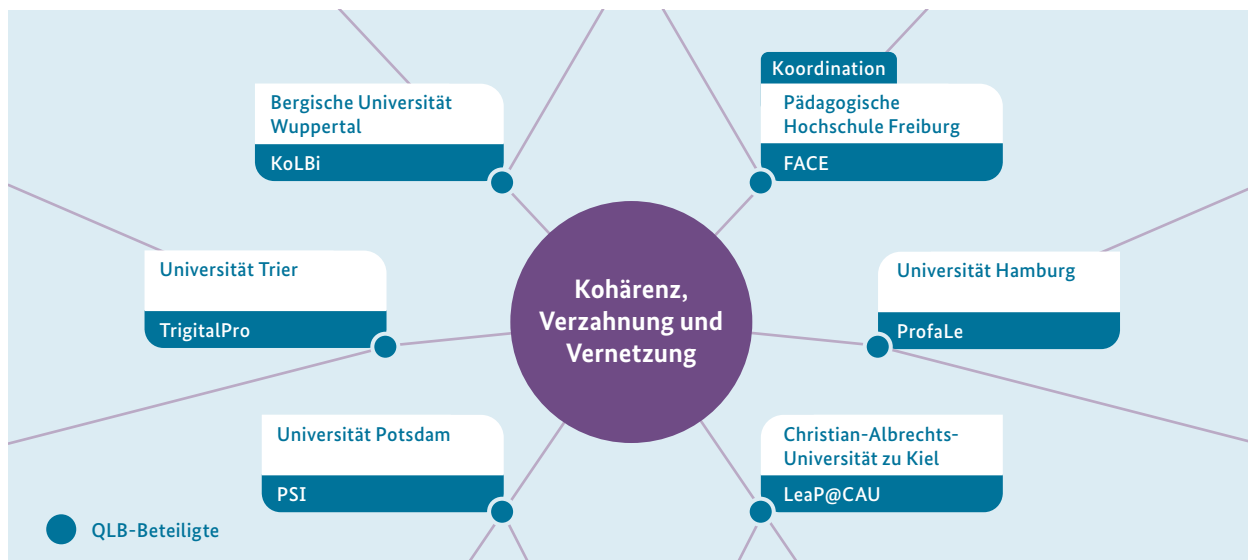 Bergische Universität
Wuppertal
KoLBi
Koordination
Pädagogische
Hochschule Freiburg
FACE
Universität Trier
TrigitalPro
Kohärenz,
Verzahnung und
Vernetzung
Universität Hamburg
ProfaLe
Universität Potsdam
PSI
Christian-Albrechts-
Universität zu Kiel
LeaP@CAU
QLB-Beteiligte